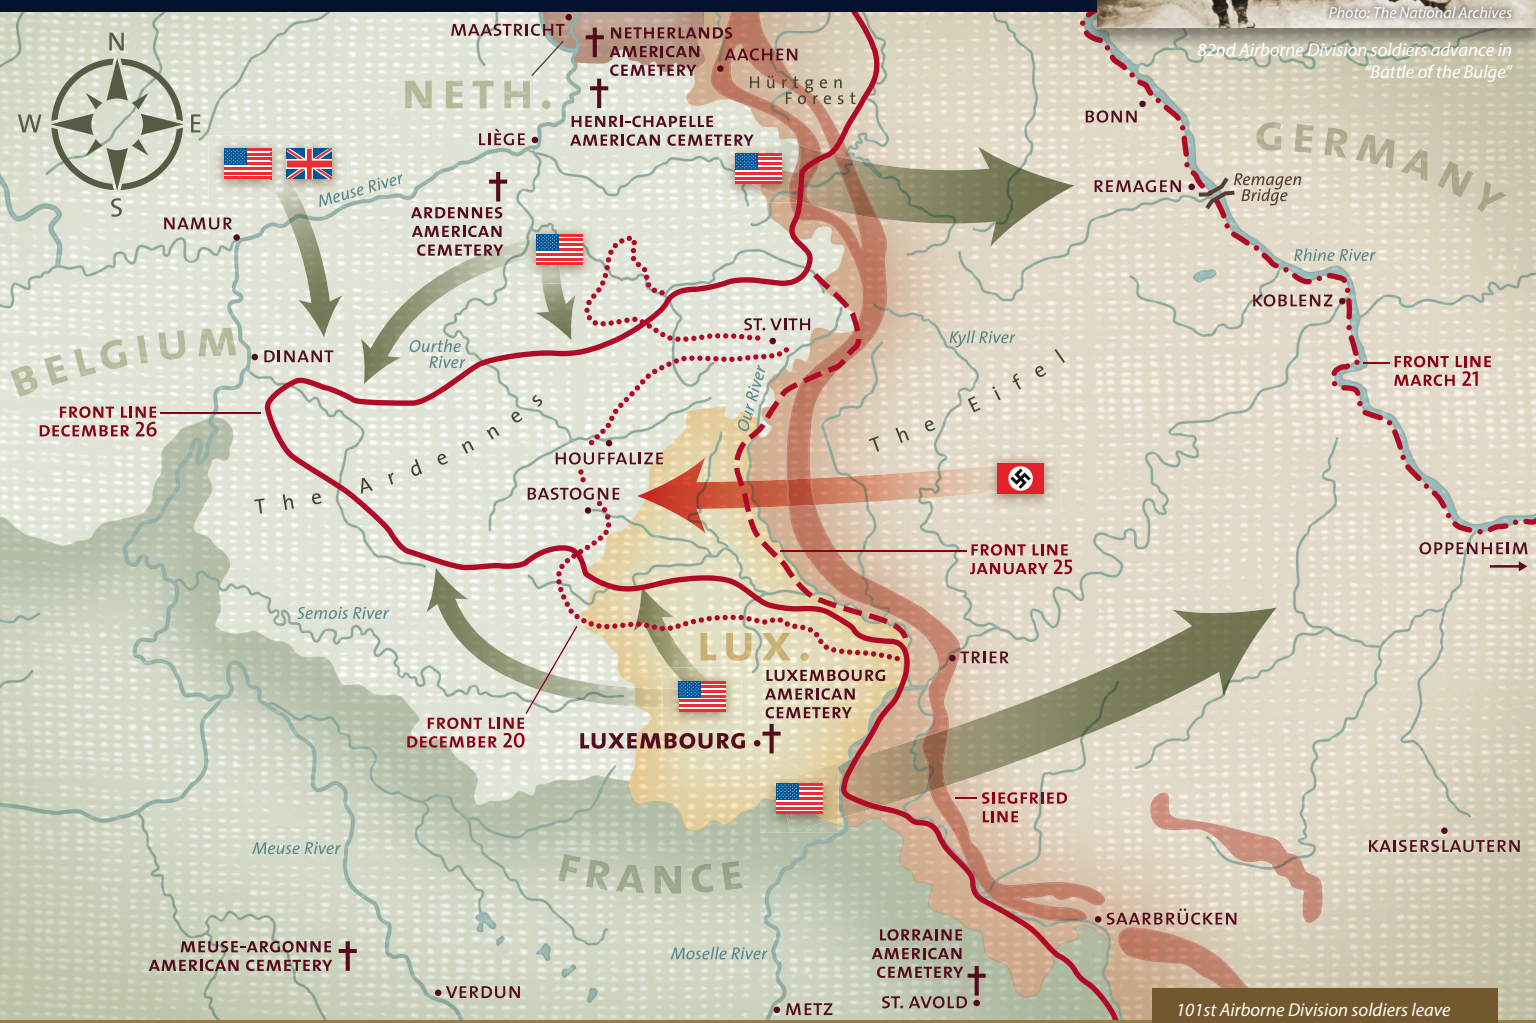 Photo: The National Archives
82nd Airborne Division soldiers advance in
"Battle of the Bulge"
N
W
E
S
MAASTRICHT
NETHERLANDS
AMERICAN
CEMETERY
AACHEN
Hürtgen
Forest
NETH.
HENRI-CHAPELLE
AMERICAN CEMETERY
LIÈGE
BONN
GERMANY
REMAGEN
Remagen
Bridge
Meuse River
NAMUR
ARDENNES
AMERICAN
CEMETERY
Rhine River
KOBLENZ
BELGIUM
DINANT
Ourthe
River
ST. VITH
Kyll River
FRONT LINE
MARCH 21
FRONT LINE
DECEMBER 26
The Ardennes
Our River
The Eifel
HOUFFALIZE
BASTOGNE
FRONT LINE
JANUARY 25
OPPENHEIM
Semois River
LUX.
TRIER
LUXEMBOURG
AMERICAN
CEMETERY
FRONT LINE
DECEMBER 20
LUXEMBOURG
SIEGFRIED
LINE
Meuse River
FRANCE
KAISERSLAUTERN
SAARBRÜCKEN
MEUSE-ARGONNE
AMERICAN CEMETERY
Moselle River
LORRAINE
AMERICAN
CEMETERY
VERDUN
METZ
ST. AVOLD
101st Airborne Division soldiers leave